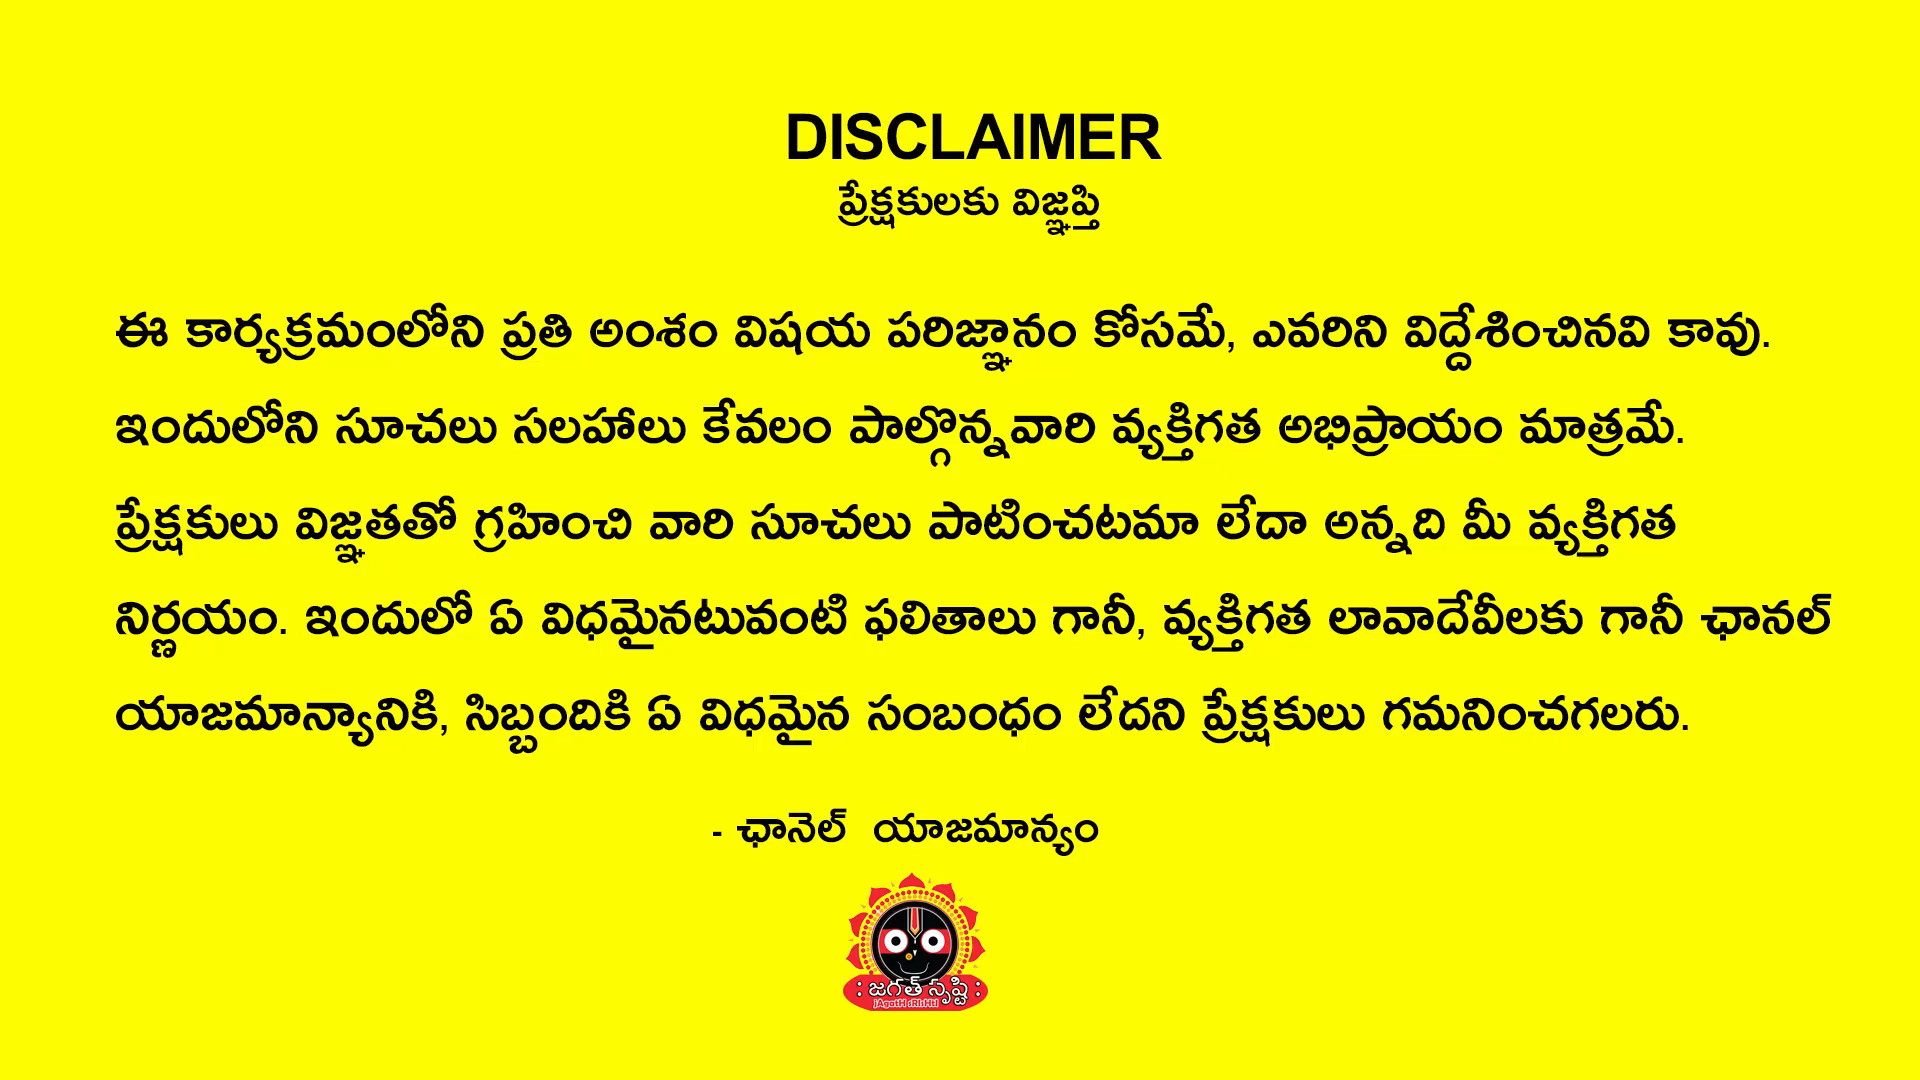 DISCLAIMER
ప్రేక్షకులకు విజ్ఞప్తి
ఈ కార్యక్రమంలోని ప్రతి అంశం విషయ పరిజ్ఞానం కోసమే, ఎవరిని విద్దేశించినవి కావు.
ఇందులోని సూచలు సలహాలు కేవలం పాల్గొన్నవారి వ్యక్తిగత అభిప్రాయం మాత్రమే.
ప్రేక్షకులు విజ్ఞతతో గ్రహించి వారి సూచలు పాటించటమా లేదా అన్నది మీ వ్యక్తిగత
నిర్ణయం. ఇందులో ఏ విధమైనటువంటి ఫలితాలు గానీ, వ్యక్తిగత లావాదేవీలకు గానీ ఛానల్
యాజమాన్యానికి, సిబ్బందికి ఏ విధమైన సంబంధం లేదని ప్రేక్షకులు గమనించగలరు.
- ఛానెల్ యాజమాన్యం
: జగత్ సృష్టి :
jAgatH sRIsHtI